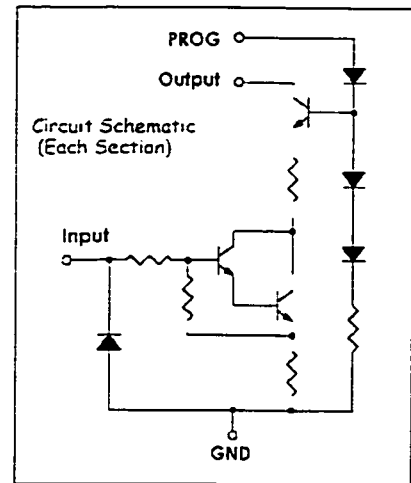 PROG
Output
Circuit Schematic
(Each Section)
Input
GND